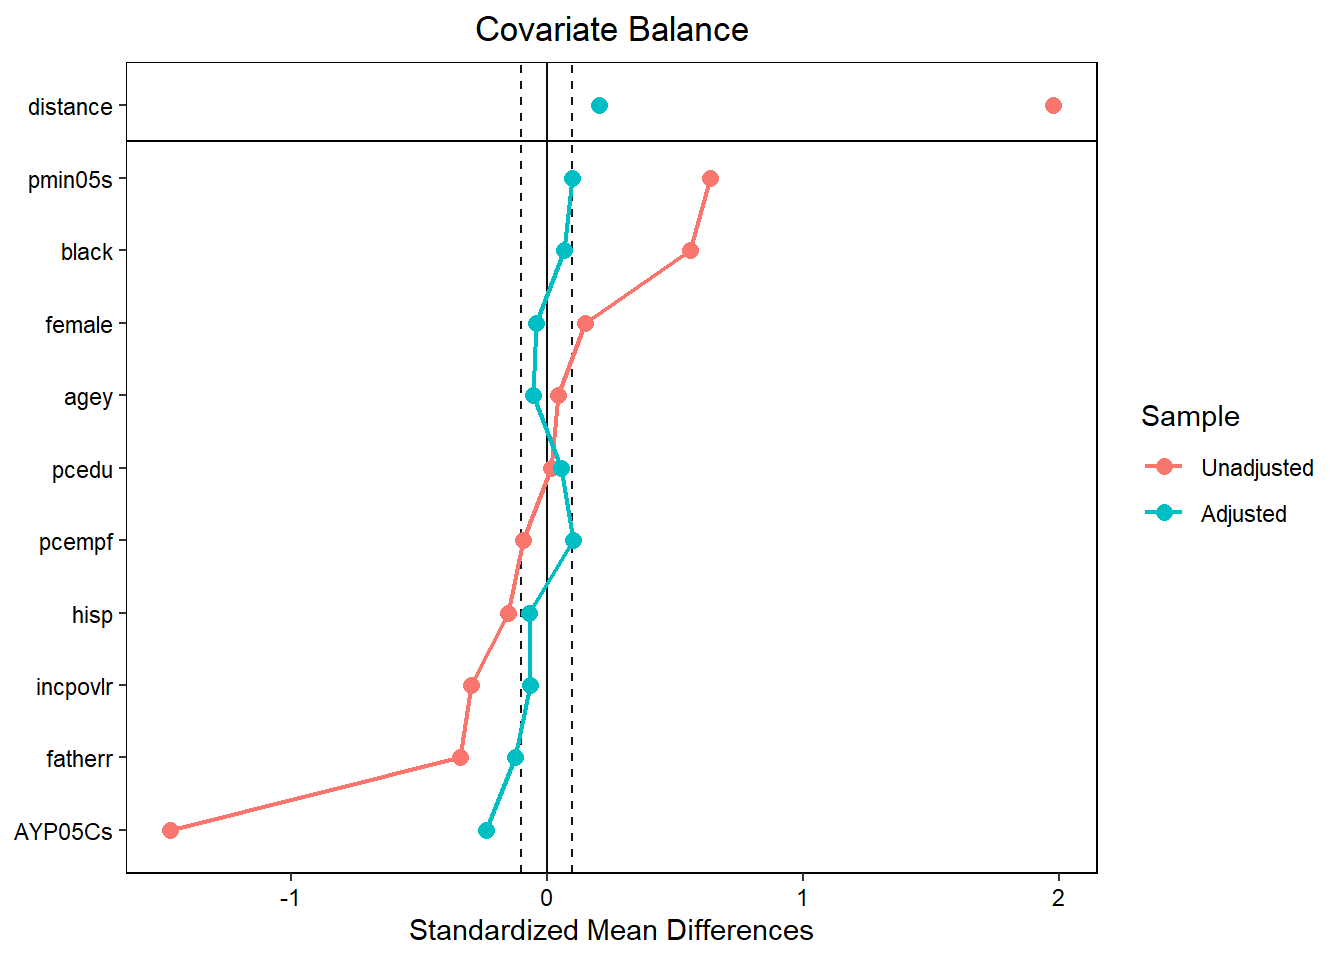 Covariate Balance
distance
pmin05s
black
female
agey
pcedu
pcempf
hisp
incpovlr
fatherr
AYP05Cs
-1 0 1 2
Standardized Mean Differences
Sample
Unadjusted
Adjusted